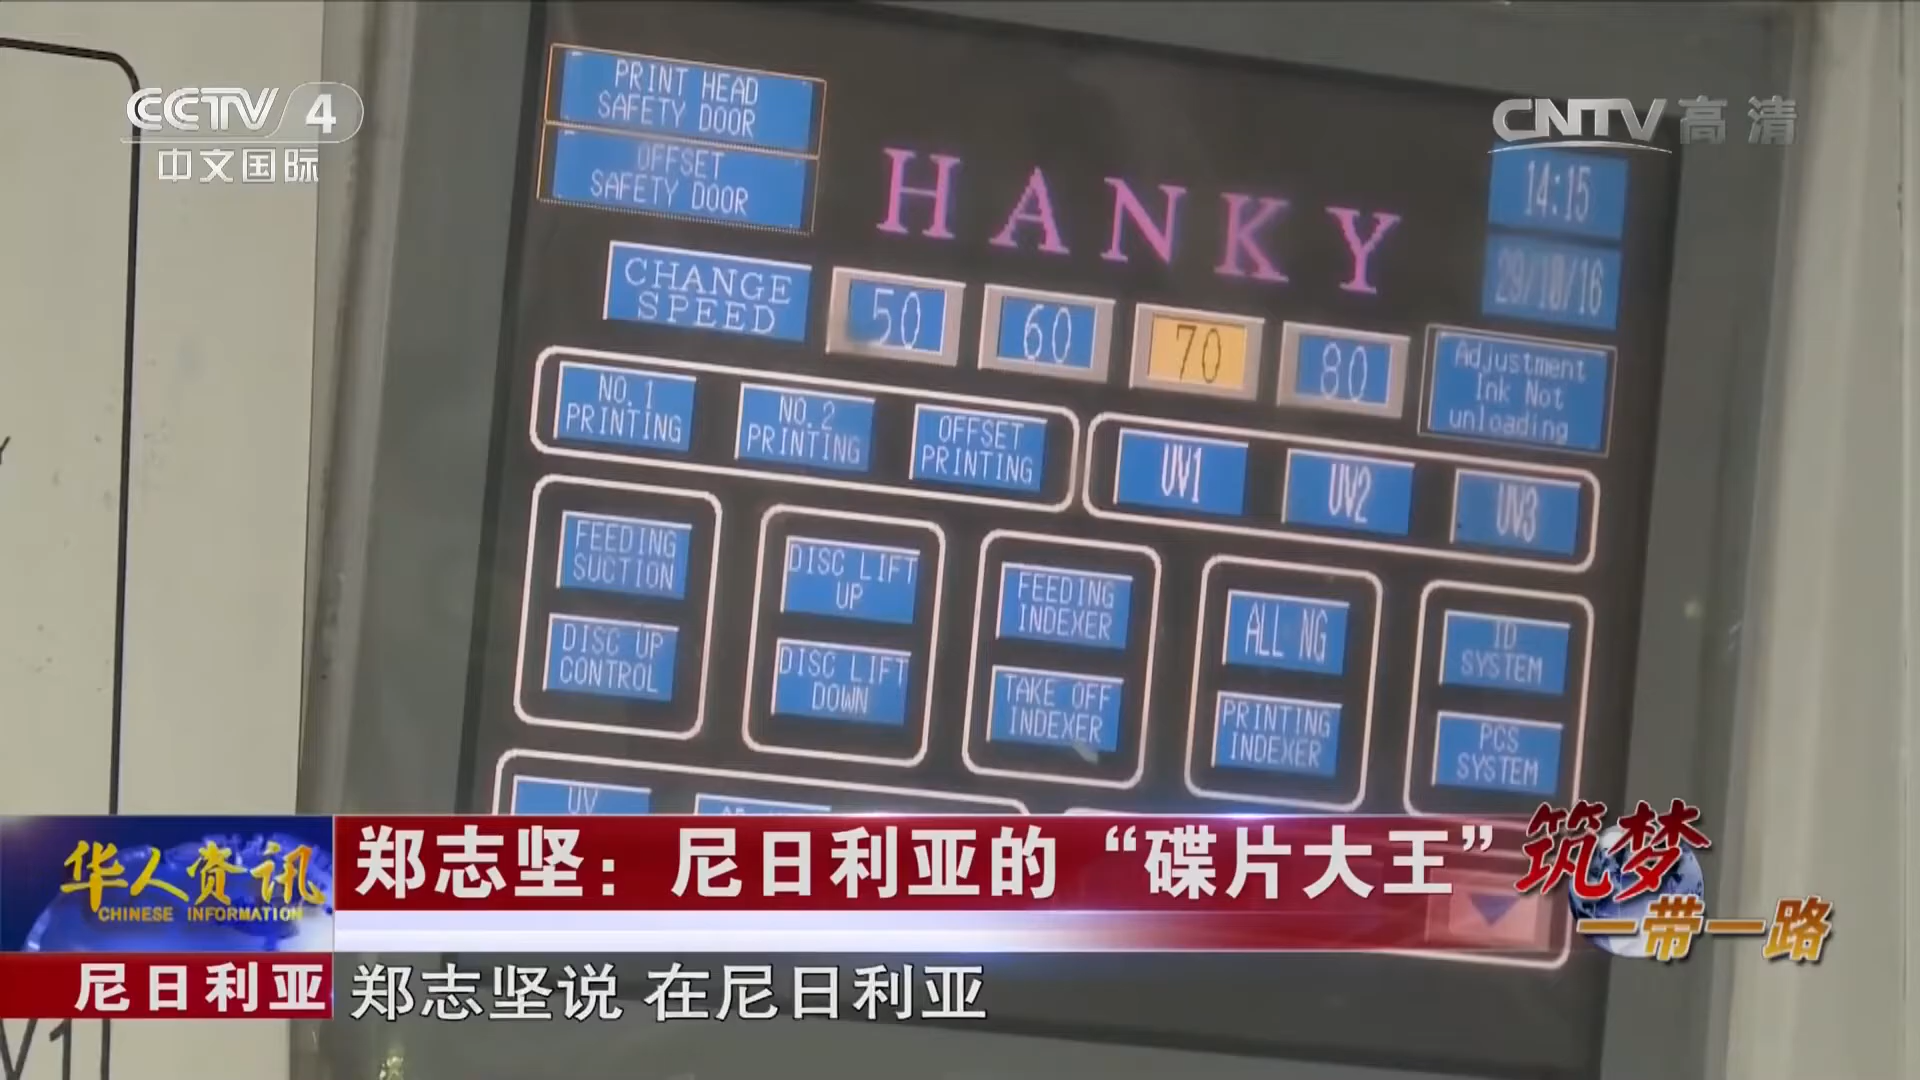 CCTV 4
中文国际
CNTV 高清
PRINT HEAD
SAFETY DOOR
OFFSET
SAFETY DOOR
HANKY
14:15
29/10/16
CHANGE
SPEED
50
60
70
80
Adjustment
Ink Not
unloading
NO.1
PRINTING
NO.2
PRINTING
OFFSET
PRINTING
UV1
UV2
UV3
FEEDING
SUCTION
DISC LIFT
UP
FEEDING
INDEXER
ALL NG
ID
SYSTEM
DISC UP
CONTROL
DISC LIFT
DOWN
TAKE OFF
INDEXER
PRINTING
INDEXER
PCS
SYSTEM
UV
华人资讯
CHINESE INFORMATION
郑志坚：尼日利亚的“碟片大王”
筑梦
一带一路
尼日利亚
郑志坚说 在尼日利亚